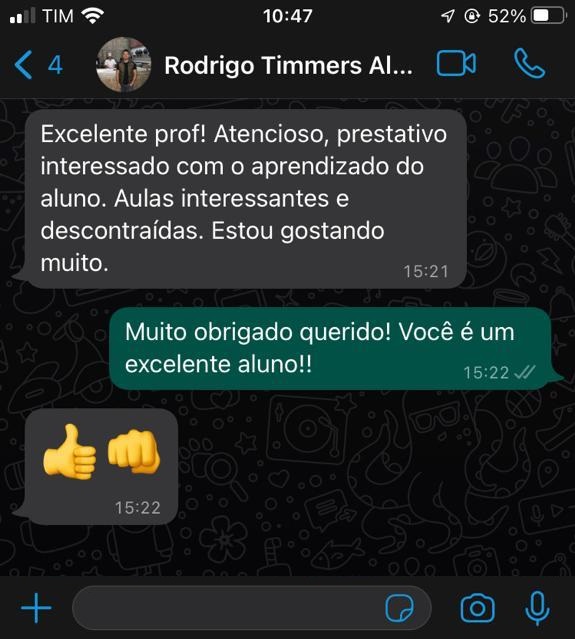 TIM 10:47 52%
4 Rodrigo Timmers Al...
Excelente prof! Atencioso, prestativo
interessado com o aprendizado do
aluno. Aulas interessantes e
descontraídas. Estou gostando
muito.
15:21
Muito obrigado querido! Você é um
excelente aluno!!
15:22
15:22